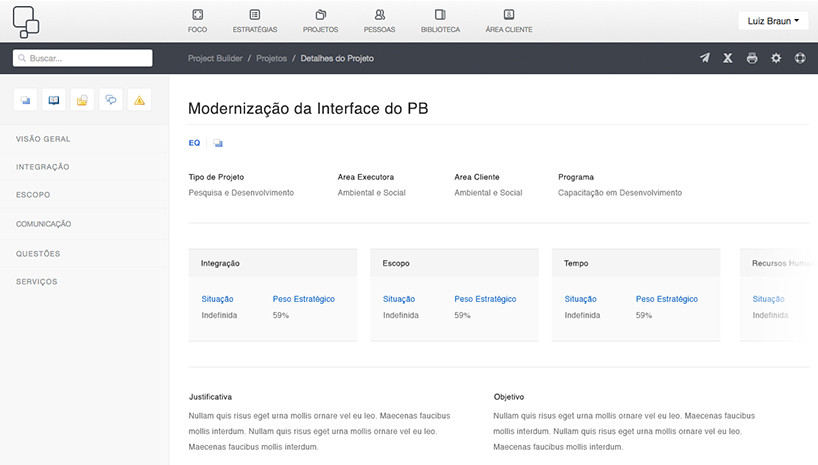 FOCO ESTRATÉGIAS PROJETOS PESSOAS BIBLIOTECA ÁREA CLIENTE
Luiz Braun
Buscar...
Project Builder / Projetos / Detalhes do Projeto
VISÃO GERAL
INTEGRAÇÃO
ESCOPO
COMUNICAÇÃO
QUESTÕES
SERVIÇOS
Modernização da Interface do PB
EQ
Tipo de Projeto Area Executora Area Cliente Programa
Pesquisa e Desenvolvimento Ambiental e Social Ambiental e Social Capacitação em Desenvolvimento
Integração Escopo Tempo Recursos Humanos
Situação Peso Estratégico Situação Peso Estratégico Situação Peso Estratégico Situação
Indefinida 59% Indefinida 59% Indefinida 59% Indefinida
Justificativa
Nullam quis risus eget urna mollis ornare vel eu leo. Maecenas faucibus
mollis interdum. Nullam quis risus eget urna mollis ornare vel eu leo.
Maecenas faucibus mollis interdum.
Objetivo
Nullam quis risus eget urna mollis ornare vel eu leo. Maecenas faucibus
mollis interdum. Nullam quis risus eget urna mollis ornare vel eu leo.
Maecenas faucibus mollis interdum.